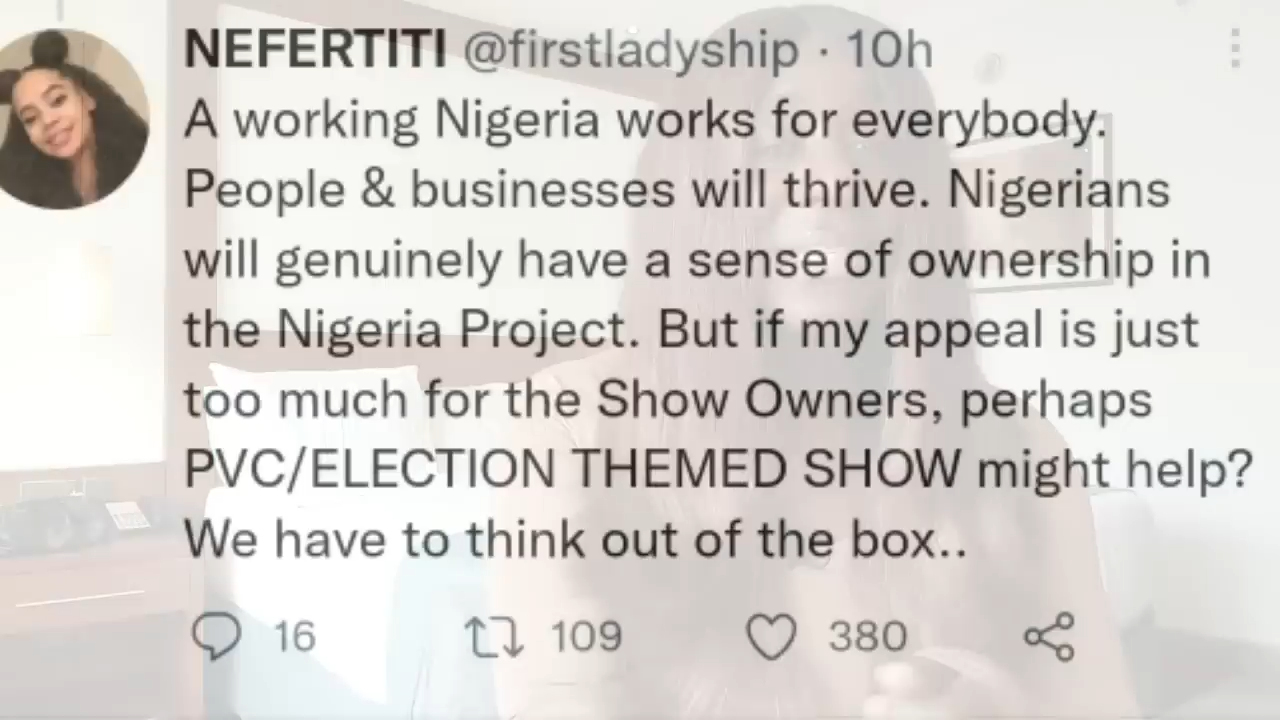 NEFERTITI @firstladyship · 10h
A working Nigeria works for everybody.
People & businesses will thrive. Nigerians
will genuinely have a sense of ownership in
the Nigeria Project. But if my appeal is just
too much for the Show Owners, perhaps
PVC/ELECTION THEMED SHOW might help?
We have to think out of the box..
16 109 380